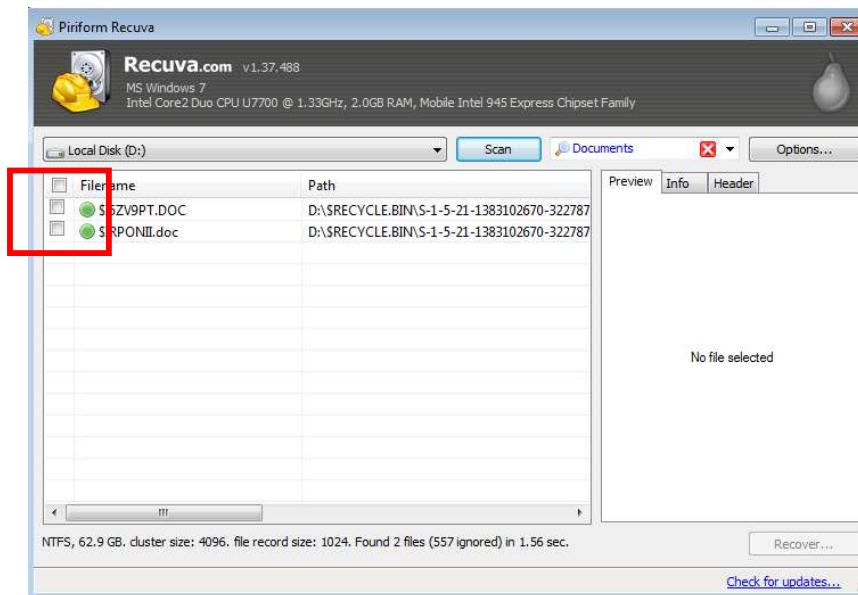 Piriform Recuva
Recuva.com v1.37.488
MS Windows 7
Intel Core2 Duo CPU U7700 @ 1.33GHz, 2.0GB RAM, Mobile Intel 945 Express Chipset Family
Local Disk (D:)
Scan
Documents
Options...
Filename
Path
Preview
Info
Header
D:\$RECYCLE.BIN\S-1-5-21-1383102670-322787
D:\$RECYCLE.BIN\S-1-5-21-1383102670-322787
No file selected
NTFS, 62.9 GB. cluster size: 4096. file record size: 1024. Found 2 files (557 ignored) in 1.56 sec.
Recover...
Check for updates...